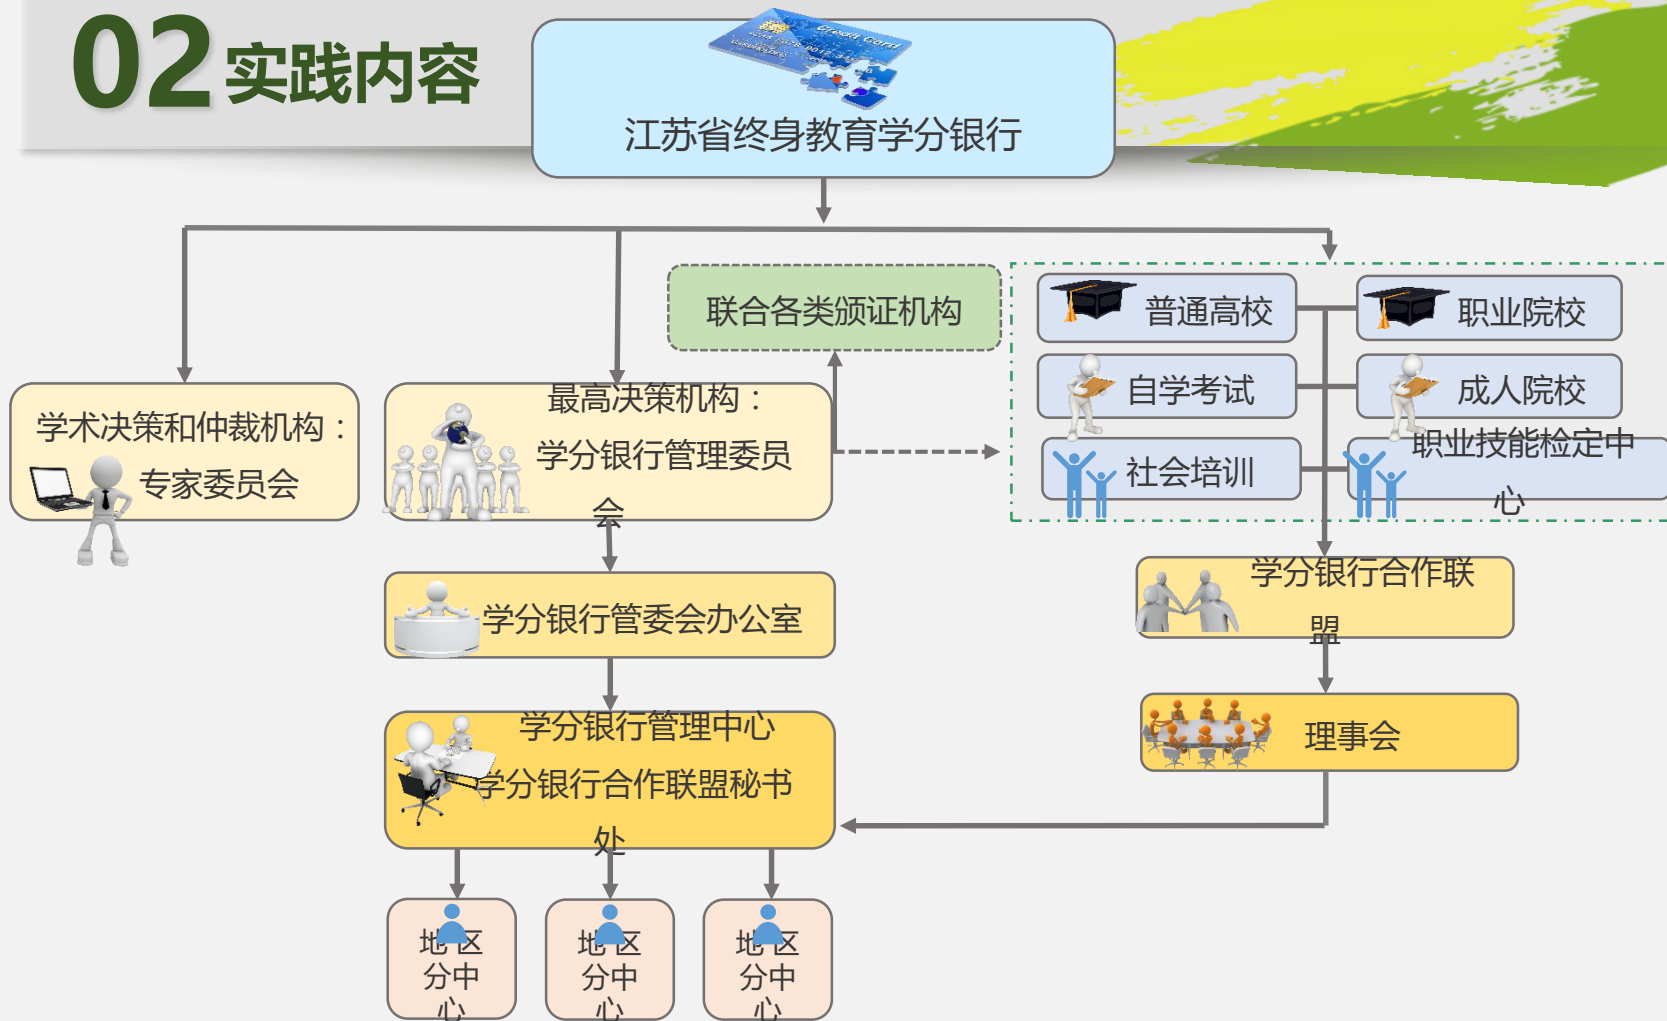 02实践内容
Credit Card
江苏省终身教育学分银行
联合各类颁证机构
普通高校
职业院校
自学考试
成人院校
社会培训
职业技能检定中
心
学术决策和仲裁机构：
专家委员会
最高决策机构：
学分银行管理委员
会
学分银行管委会办公室
学分银行合作联
盟
学分银行管理中心
学分银行合作联盟秘书
处
理事会
地 区
分中
心
地 区
分中
心
地 区
分中
心